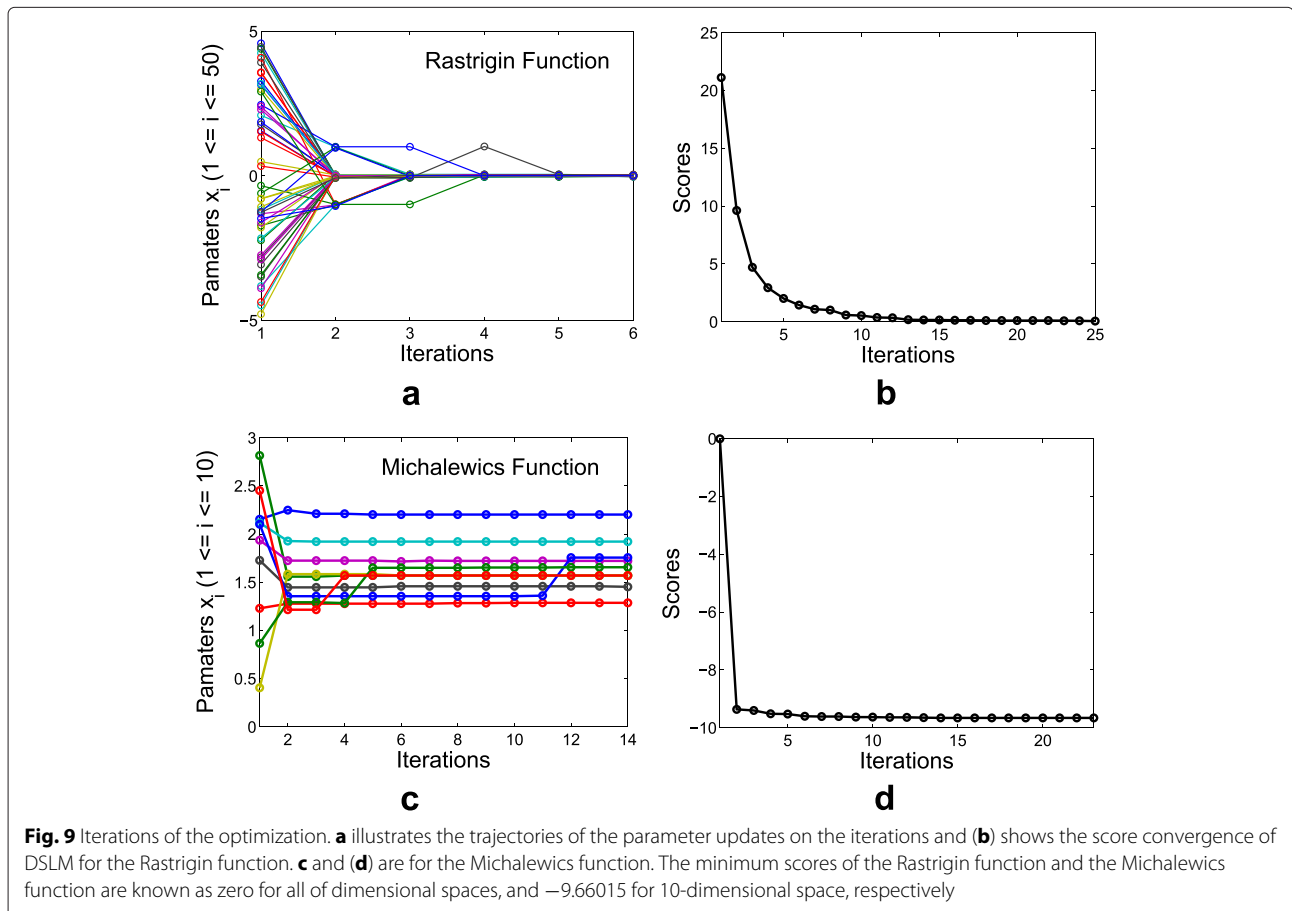 5
0
−5
Pamaters x_i (1 <= i <= 50)
Rastrigin Function
1 2 3 4 5 6
Iterations
a
25
20
15
10
5
0
Scores
5 10 15 20 25
Iterations
b
3
2.5
2
1.5
1
0.5
0
Pamaters x_i (1 <= i <= 10)
Michalewics Function
2 4 6 8 10 12 14
Iterations
c
0
−2
−4
−6
−8
−10
Scores
5 10 15 20
Iterations
d
Fig. 9 Iterations of the optimization. a illustrates the trajectories of the parameter updates on the iterations and (b) shows the score convergence of
DSLM for the Rastrigin function. c and (d) are for the Michalewics function. The minimum scores of the Rastrigin function and the Michalewics
function are known as zero for all of dimensional spaces, and −9.66015 for 10-dimensional space, respectively